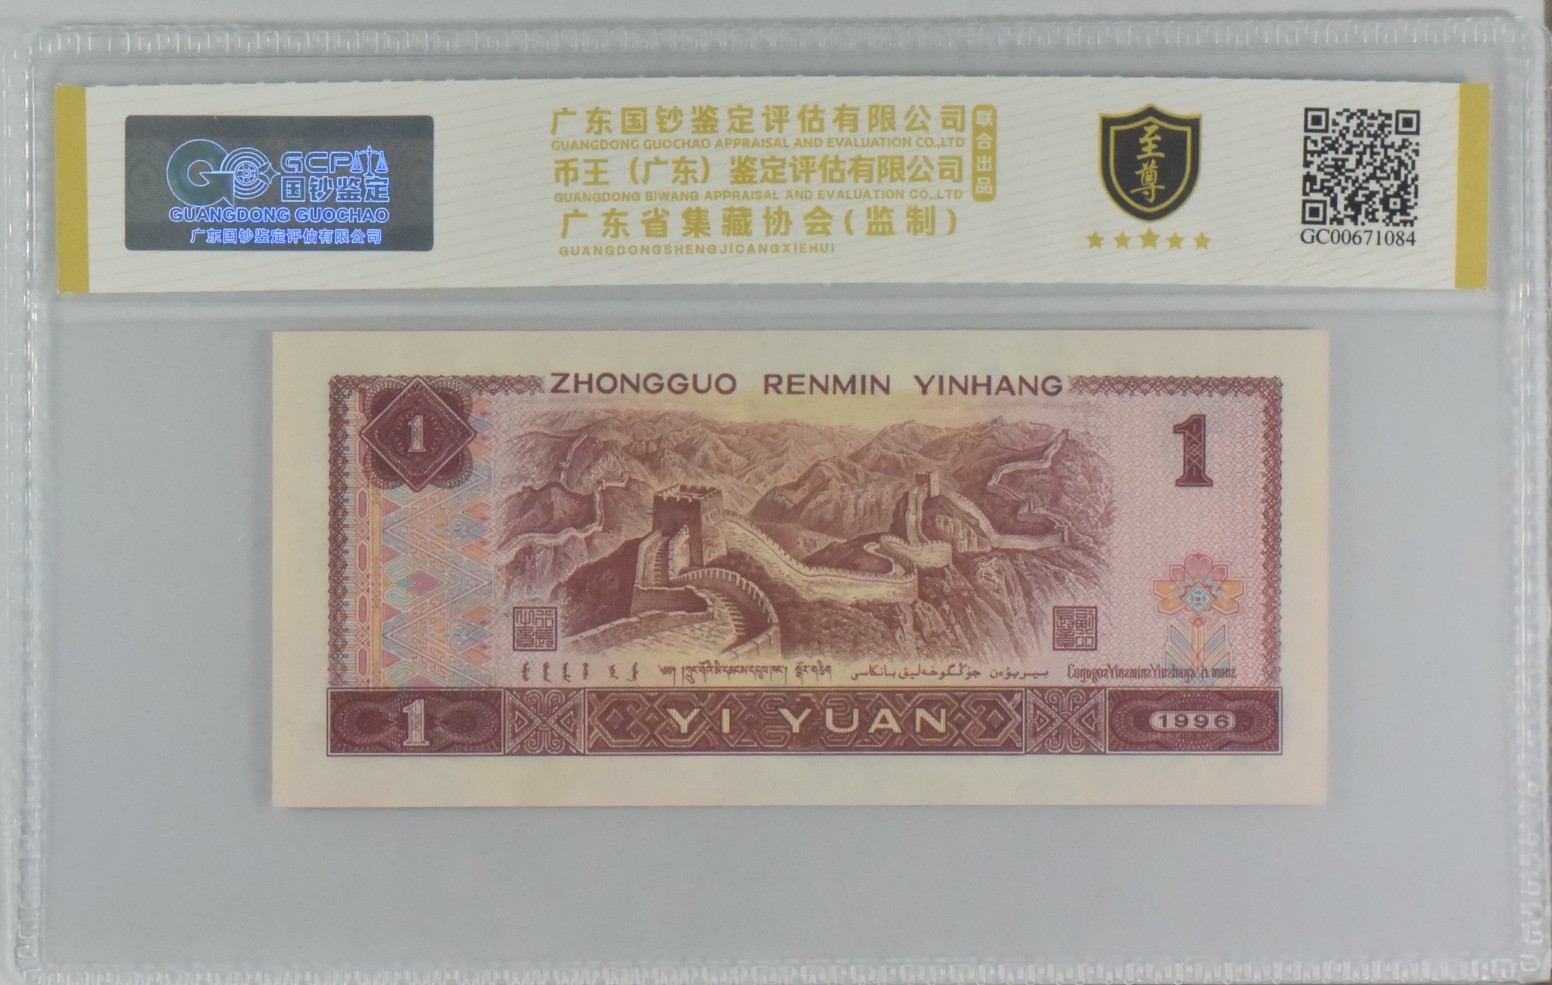 GCP
国钞鉴定
GUANGDONG GUOCHAO
广东国钞鉴定评估有限公司
广东国钞鉴定评估有限公司
GUANGDONG GUOCHAO APPRAISAL AND EVALUATION CO.,LTD
币王（广东）鉴定评估有限公司
GUANGDONG BIWANG APPRAISAL AND EVALUATION CO.,LTD
广东省集藏协会(监制)
GUANGDONGSHENGJICANGXIEHUI
联合出品
至尊
GC00671084
ZHONGGUO RENMIN YINHANG
1
1
1 YI YUAN 1996